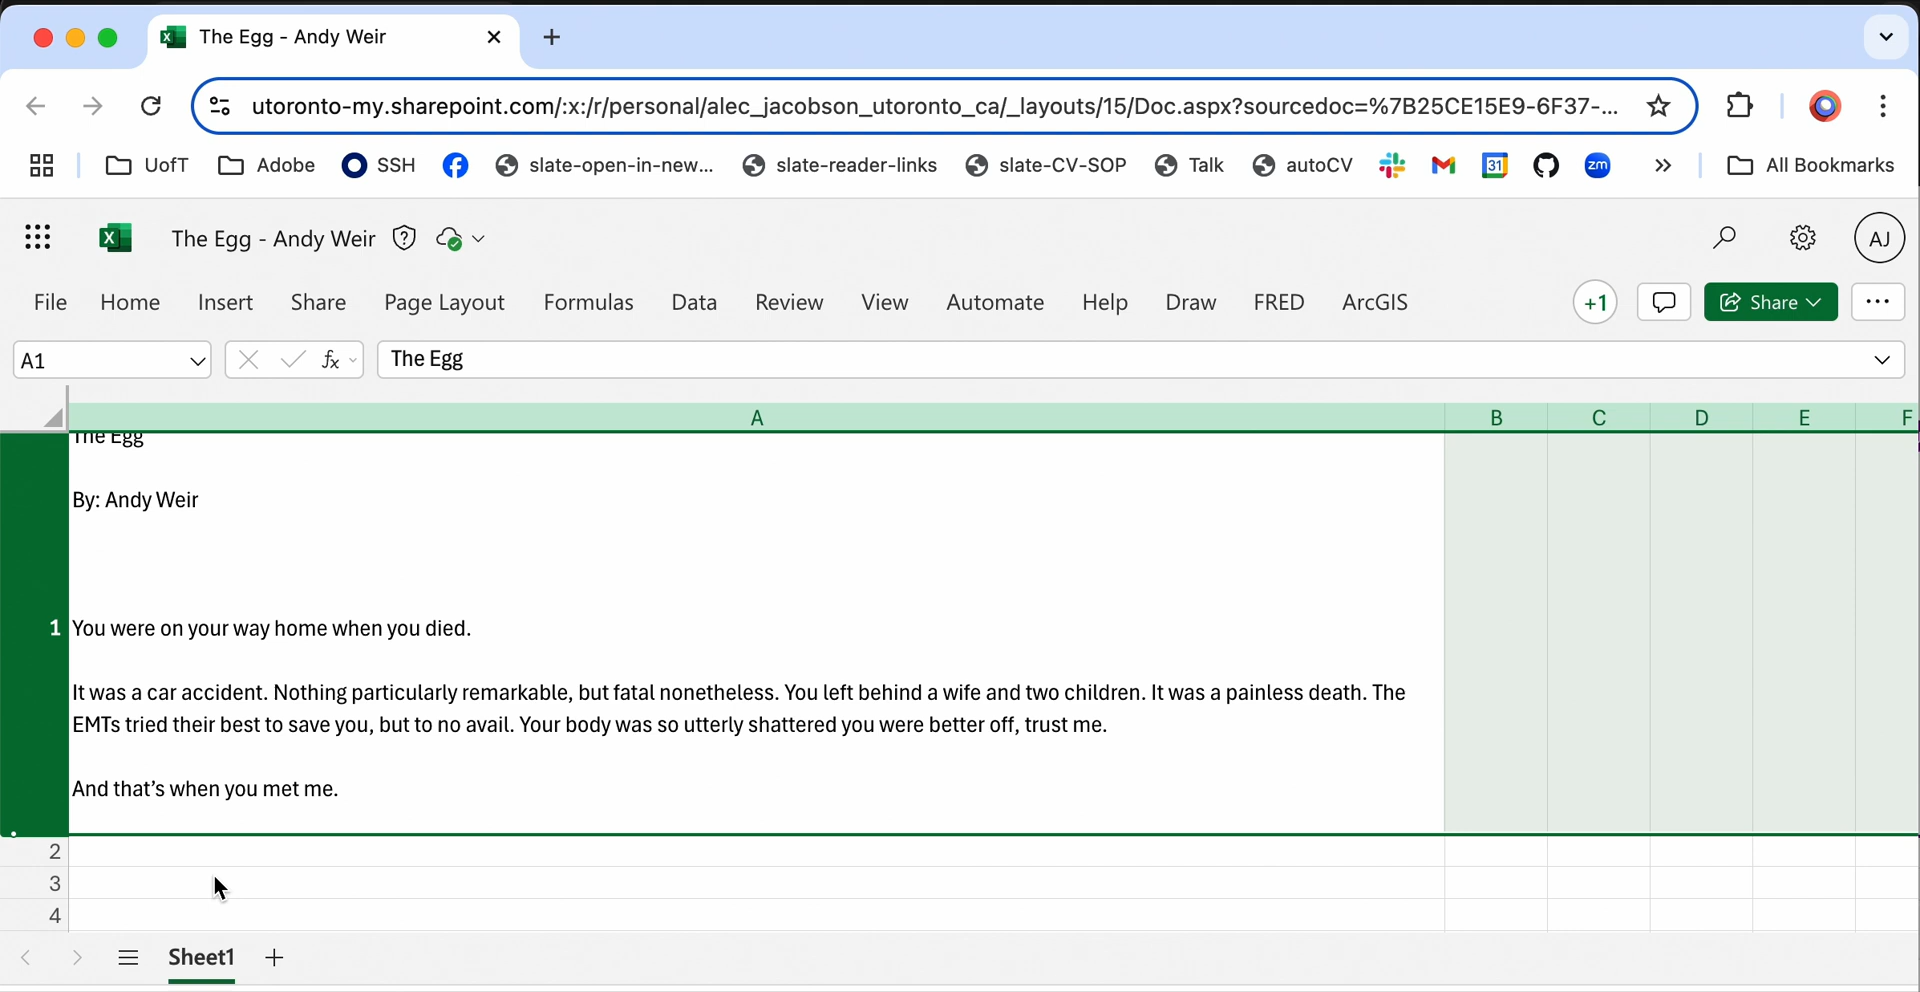 The Egg - Andy Weir
utoronto-my.sharepoint.com/:x:/r/personal/alec_jacobson_utoronto_ca/_layouts/15/Doc.aspx?sourcedoc=%7B25CE15E9-6F37-...
UofT Adobe SSH slate-open-in-new... slate-reader-links slate-CV-SOP Talk autoCV 31 zm » All Bookmarks
The Egg - Andy Weir AJ
File Home Insert Share Page Layout Formulas Data Review View Automate Help Draw FRED ArcGIS +1 Share ...
A1 fx The Egg
A B C D E F
The Egg
By: Andy Weir
1 You were on your way home when you died.
It was a car accident. Nothing particularly remarkable, but fatal nonetheless. You left behind a wife and two children. It was a painless death. The
EMTs tried their best to save you, but to no avail. Your body was so utterly shattered you were better off, trust me.
And that’s when you met me.
2
3
4
Sheet1